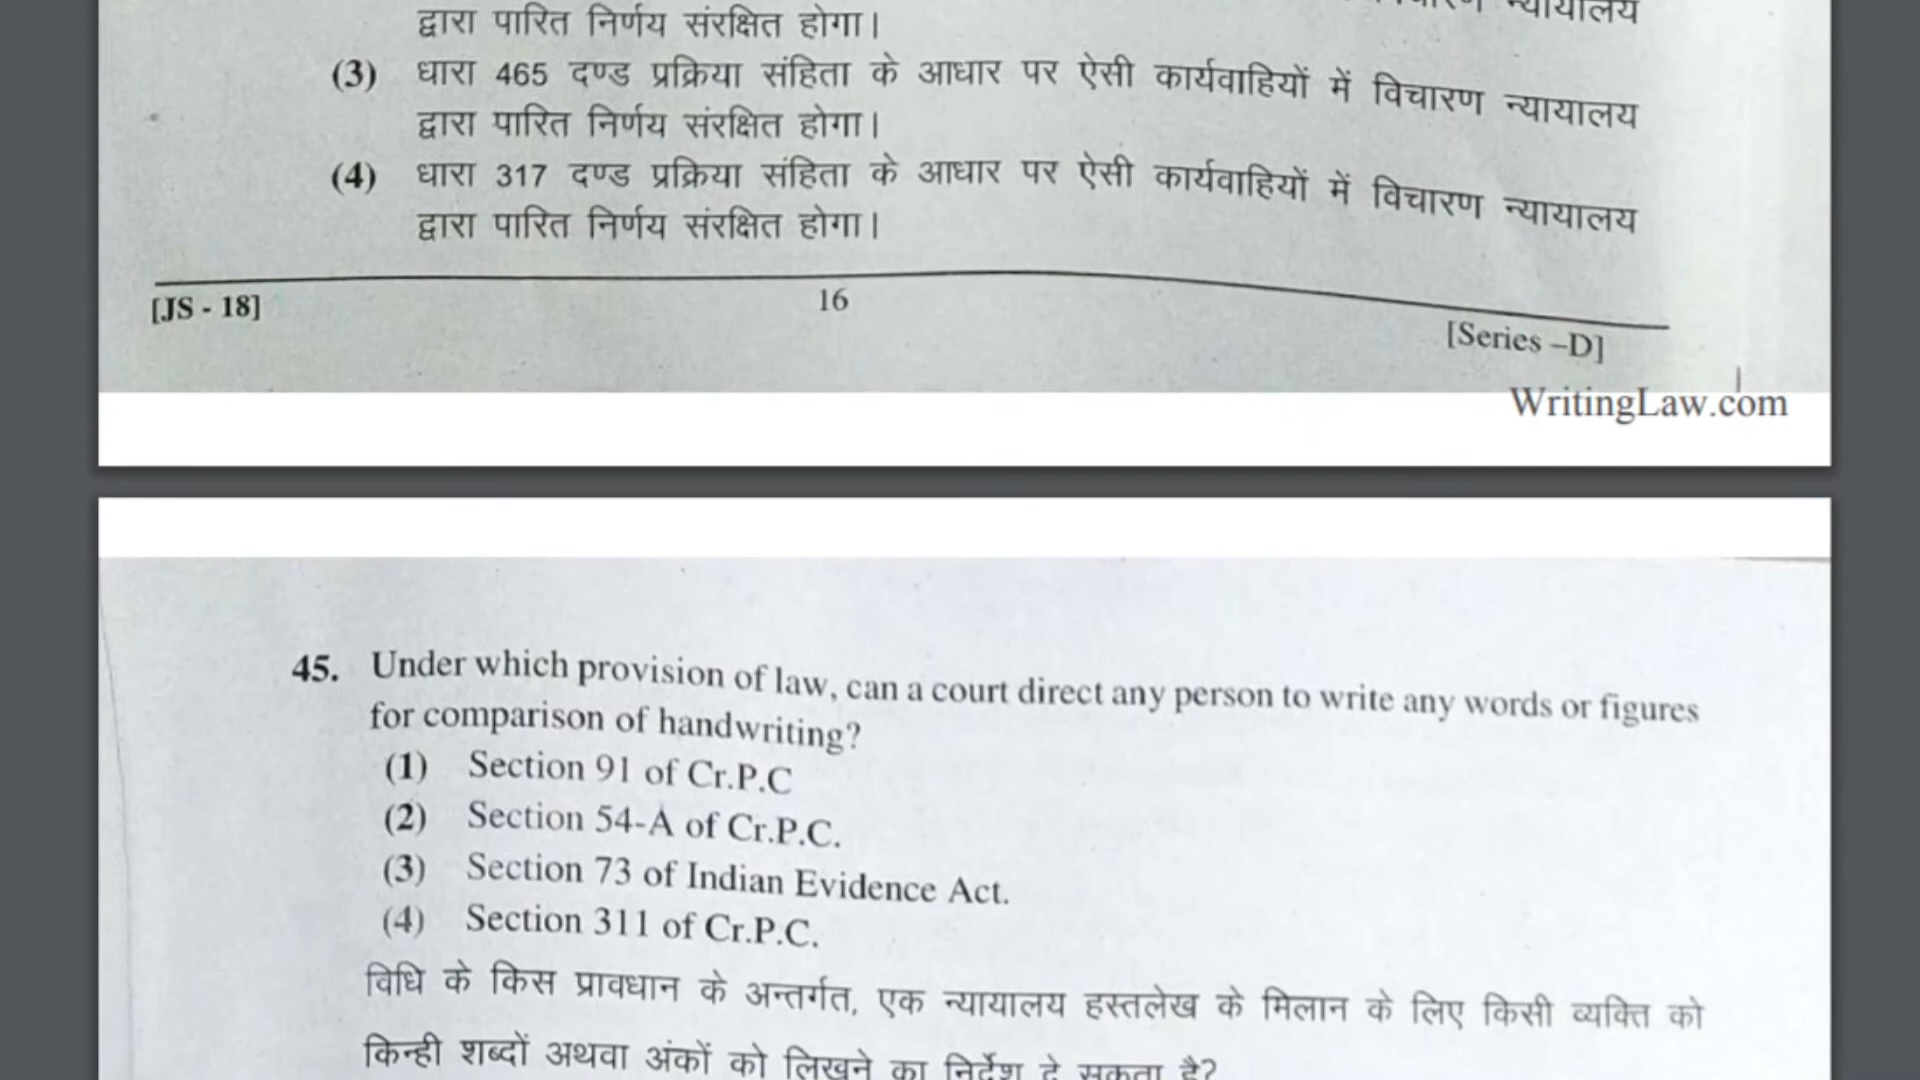 न्यायालय
द्वारा पारित निर्णय संरक्षित होगा।
(3) धारा 465 दण्ड प्रक्रिया संहिता के आधार पर ऐसी कार्यवाहियों में विचारण न्यायालय
द्वारा पारित निर्णय संरक्षित होगा।
(4) धारा 317 दण्ड प्रक्रिया संहिता के आधार पर ऐसी कार्यवाहियों में विचारण न्यायालय
द्वारा पारित निर्णय संरक्षित होगा।
[JS - 18] 16 [Series –D]
WritingLaw.com
45. Under which provision of law, can a court direct any person to write any words or figures
for comparison of handwriting?
(1) Section 91 of Cr.P.C
(2) Section 54-A of Cr.P.C.
(3) Section 73 of Indian Evidence Act.
(4) Section 311 of Cr.P.C.
विधि के किस प्रावधान के अन्तर्गत, एक न्यायालय हस्तलेख के मिलान के लिए किसी व्यक्ति को
किन्ही शब्दों अथवा अंकों को लिखने का निर्देश दे सकता है?